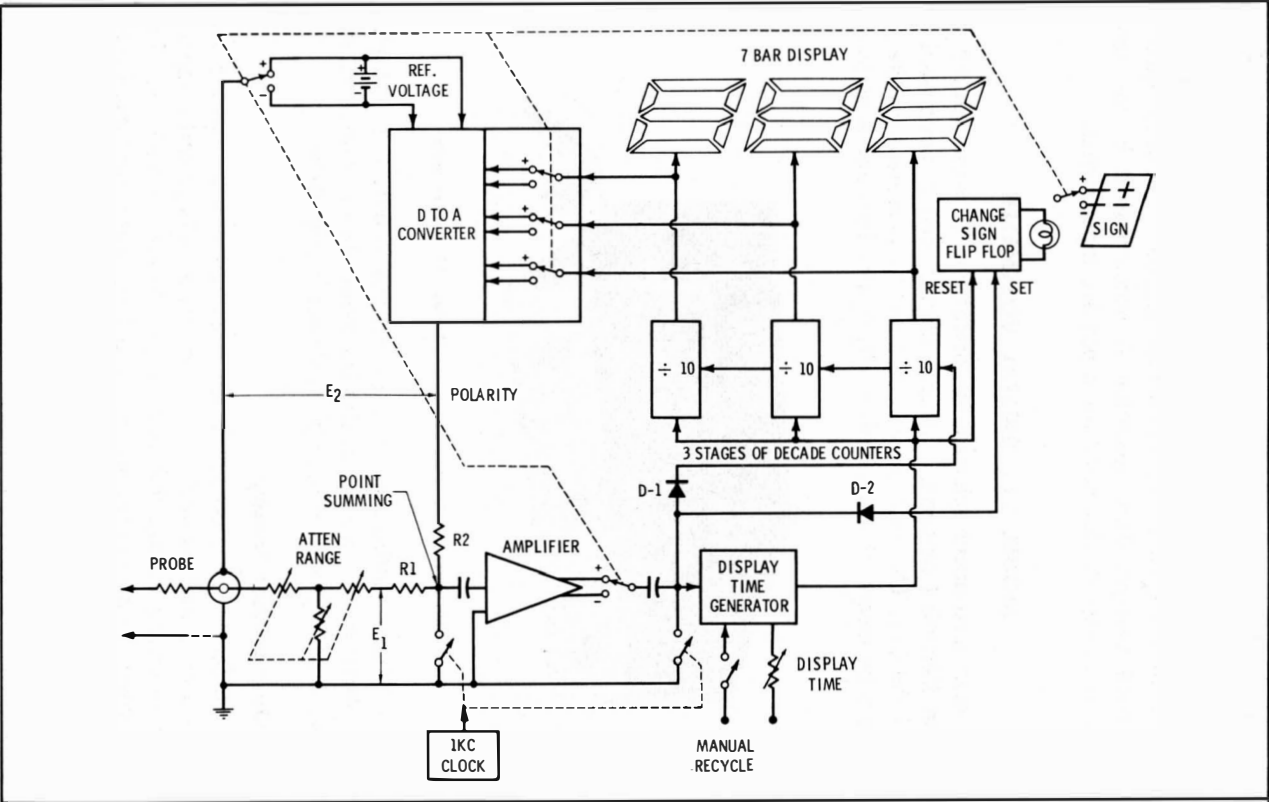 7 BAR DISPLAY
+
REF.
VOLTAGE
+
-
-
D TO A
CONVERTER
+
+
+
CHANGE
SIGN
FLIP FLOP
+
-
+
−
SIGN
RESET
SET
÷ 10
÷ 10
÷ 10
E2
POLARITY
3 STAGES OF DECADE COUNTERS
POINT
SUMMING
D-1
D-2
ATTEN
RANGE
R2
AMPLIFIER
PROBE
R1
+
-
DISPLAY
TIME
GENERATOR
E1
DISPLAY
TIME
1KC
CLOCK
MANUAL
RECYCLE